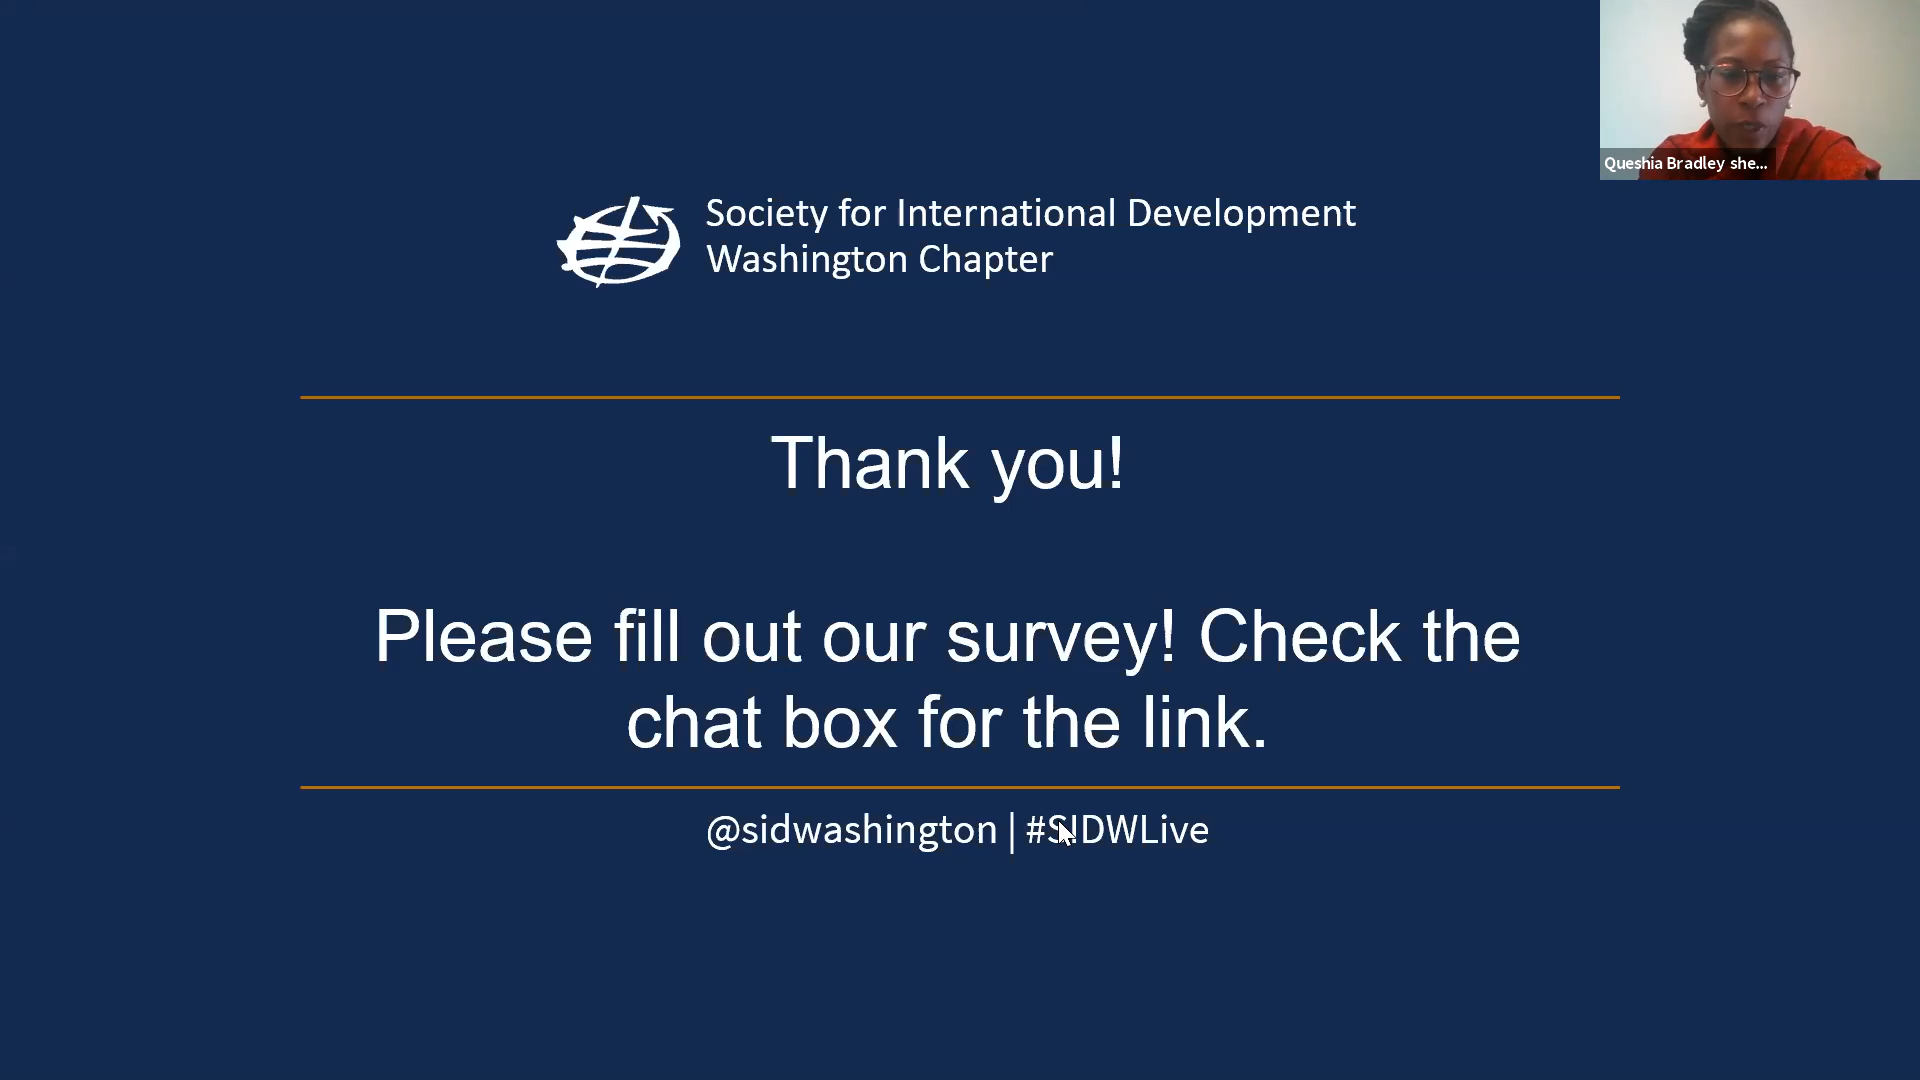 Queshia Bradley she...
Society for International Development
Washington Chapter
Thank you!
Please fill out our survey! Check the
chat box for the link.
@sidwashington | #SIDWLive